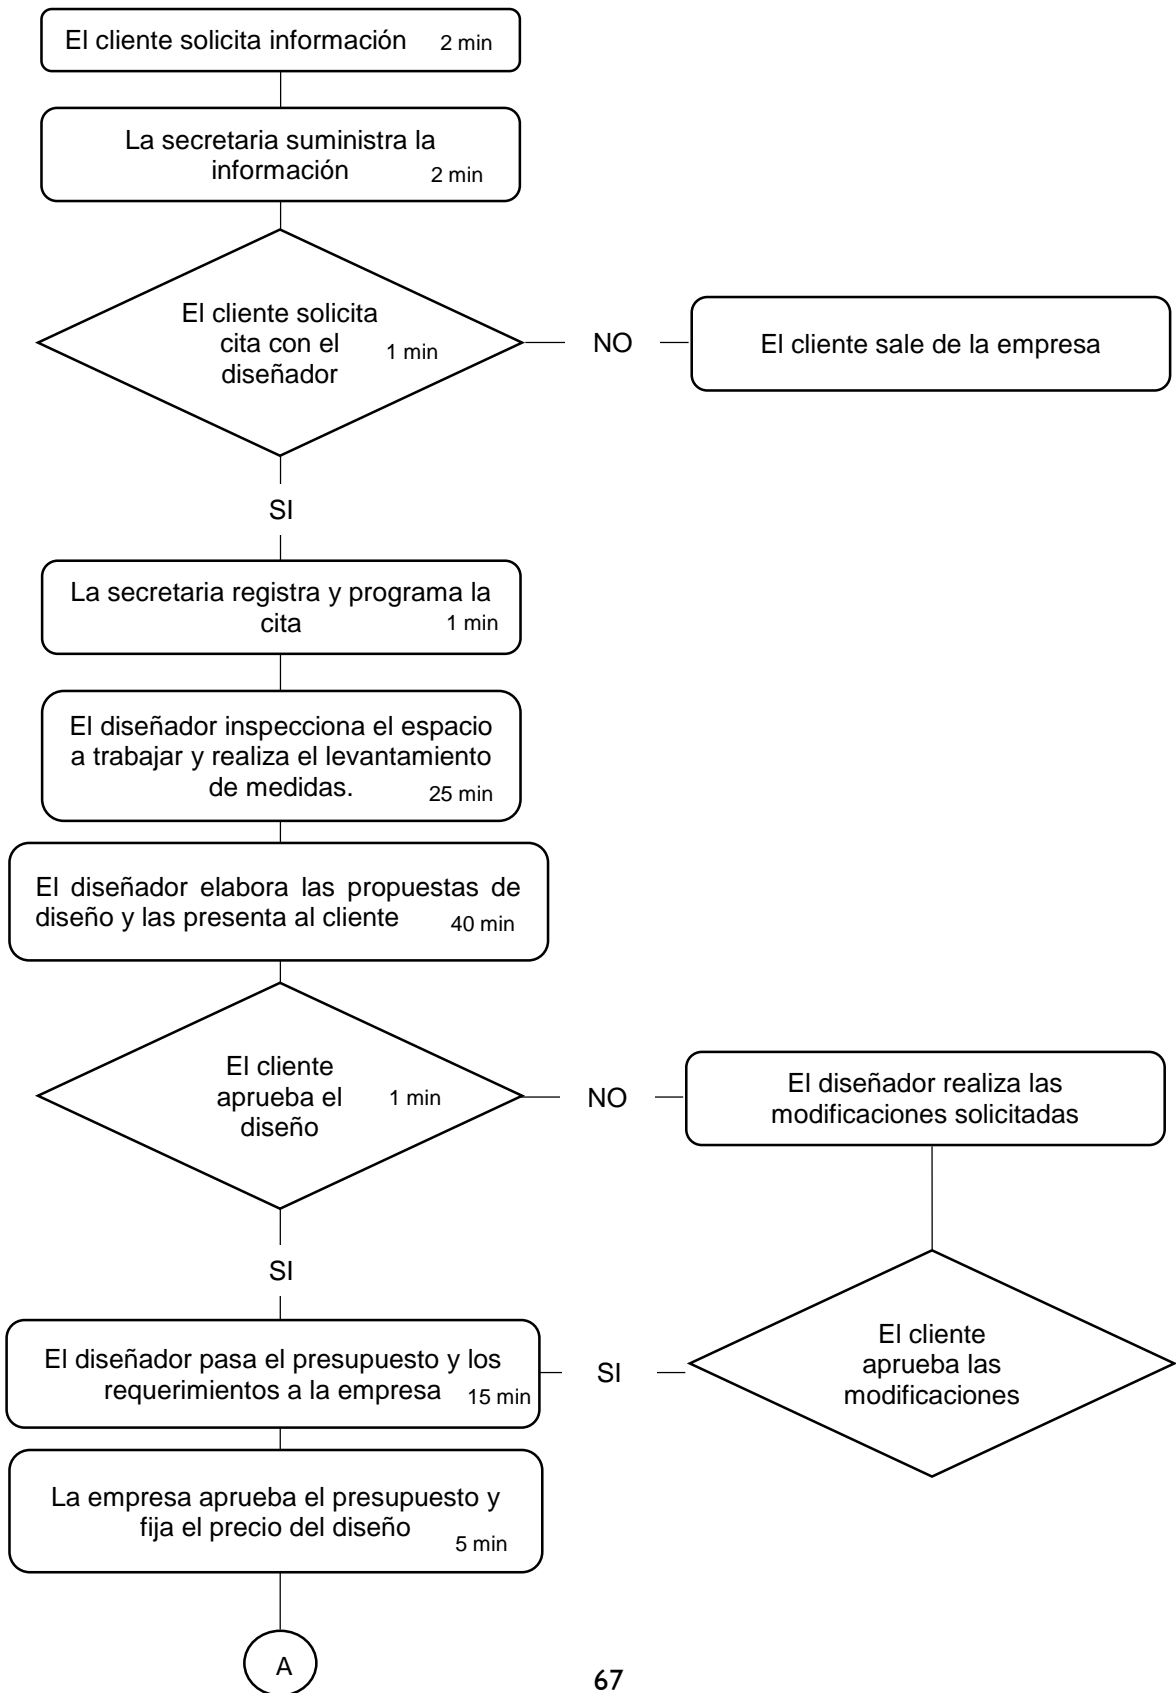 El cliente solicita información 2 min
La secretaria suministra la
información 2 min
El cliente solicita
cita con el
diseñador
1 min
NO
El cliente sale de la empresa
SI
La secretaria registra y programa la
cita 1 min
El diseñador inspecciona el espacio
a trabajar y realiza el levantamiento
de medidas. 25 min
El diseñador elabora las propuestas de
diseño y las presenta al cliente 40 min
El cliente
aprueba el
diseño
1 min
NO
El diseñador realiza las
modificaciones solicitadas
SI
El diseñador pasa el presupuesto y los
requerimientos a la empresa 15 min
SI
El cliente
aprueba las
modificaciones
La empresa aprueba el presupuesto y
fija el precio del diseño 5 min
A
67